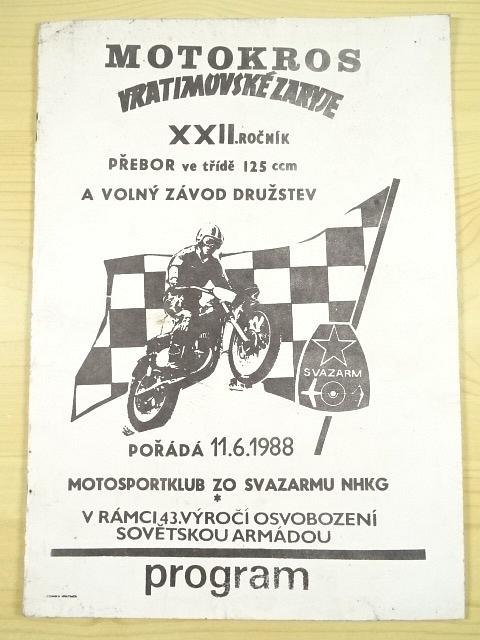 MOTOKROS
VRATIMOVSKÉ ZARYJE
XXII.ROČNÍK
PŘEBOR ve třídě 125 ccm
A VOLNÝ ZÁVOD DRUŽSTEV
SVAZARM
POŘÁDÁ 11.6.1988
MOTOSPORTKLUB ZO SVAZARMU NHKG
*
V RÁMCI 43.VÝROČÍ OSVOBOZENÍ
SOVĚTSKOU ARMÁDOU
program